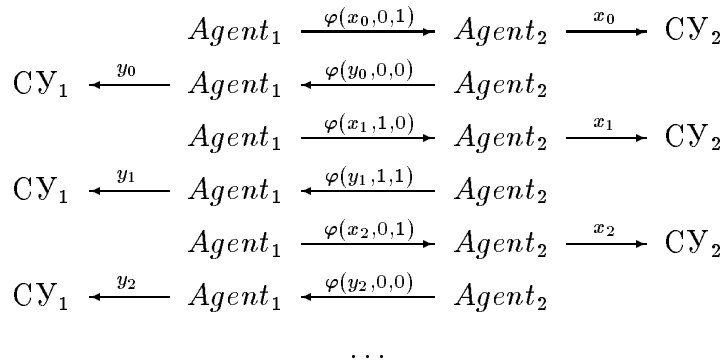 Agent₁ φ(x₀,0,1) Agent₂ x₀ СУ₂
СУ₁ y₀ Agent₁ φ(y₀,0,0) Agent₂
Agent₁ φ(x₁,1,0) Agent₂ x₁ СУ₂
СУ₁ y₁ Agent₁ φ(y₁,1,1) Agent₂
Agent₁ φ(x₂,0,1) Agent₂ x₂ СУ₂
СУ₁ y₂ Agent₁ φ(y₂,0,0) Agent₂
...